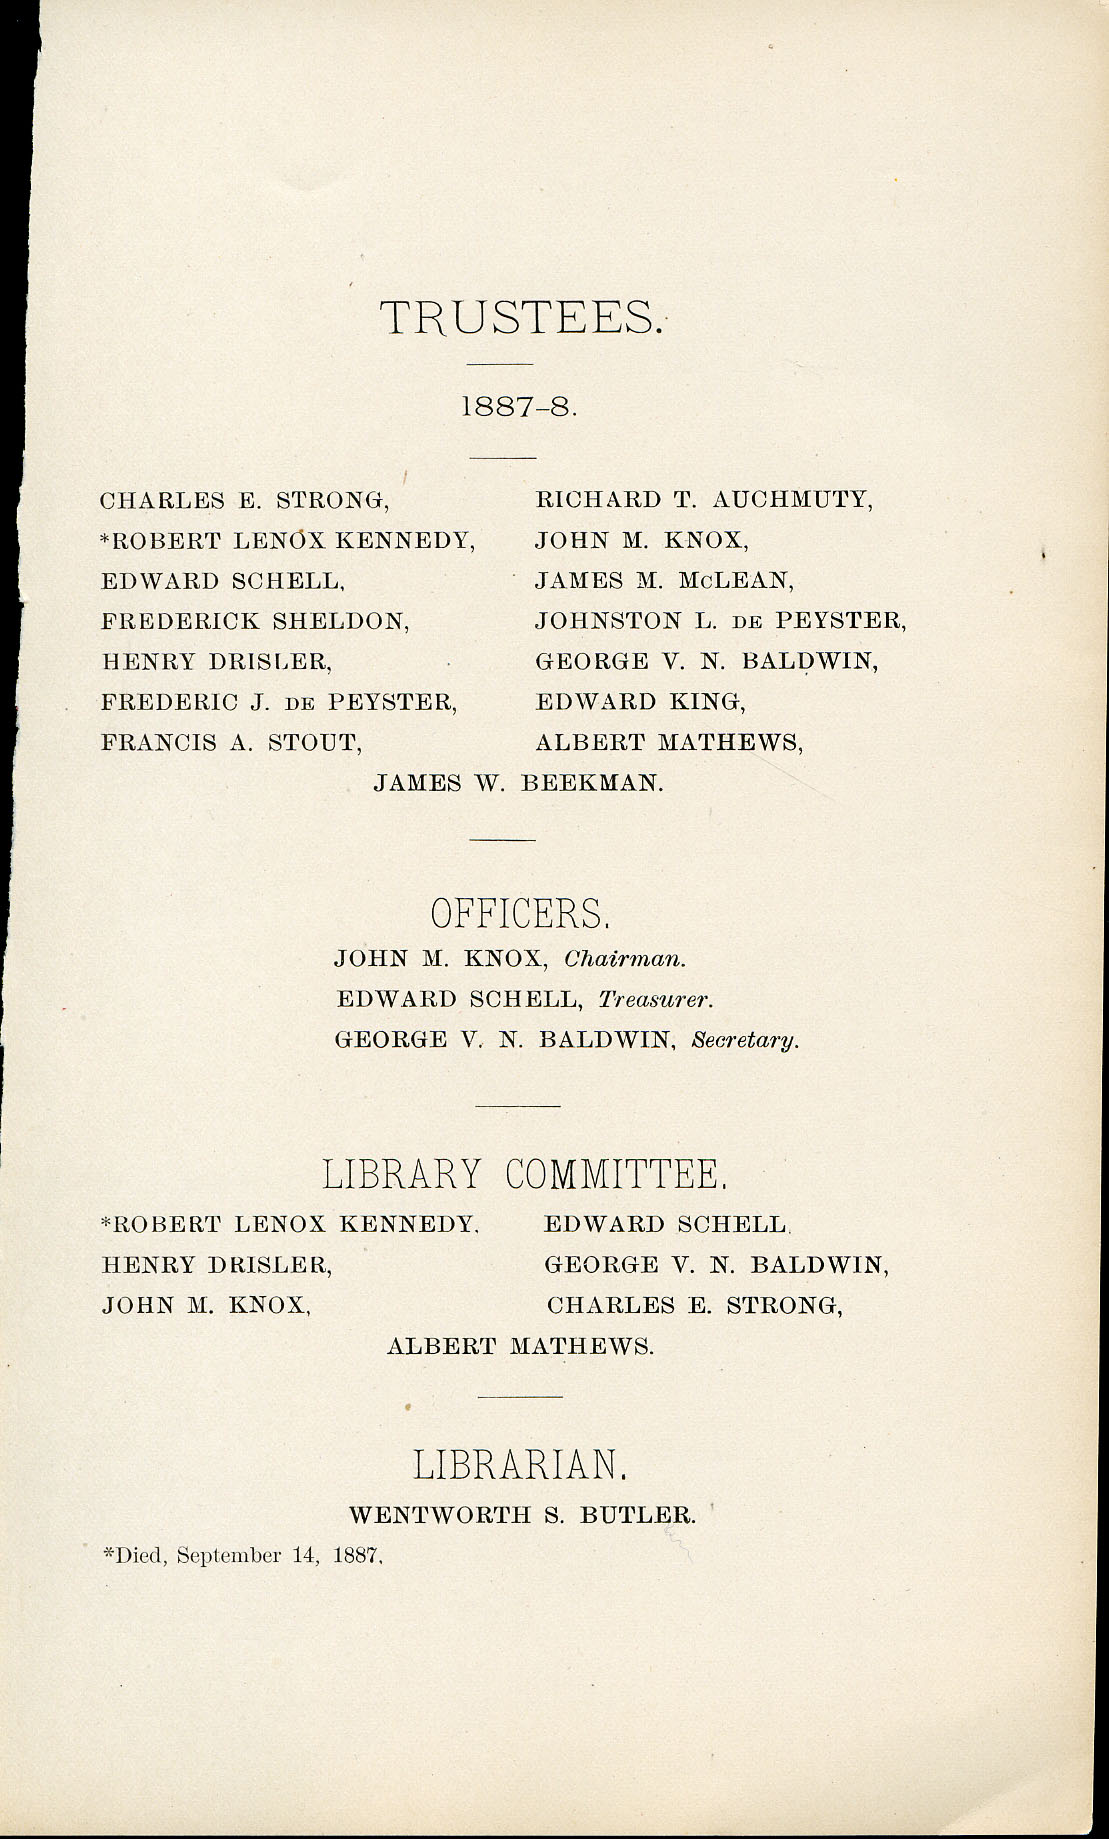 TRUSTEES.
1887-8.
CHARLES E. STRONG,
*ROBERT LENOX KENNEDY,
EDWARD SCHELL,
FREDERICK SHELDON,
HENRY DRISLER,
FREDERIC J. DE PEYSTER,
FRANCIS A. STOUT,
RICHARD T. AUCHMUTY,
JOHN M. KNOX,
JAMES M. McLEAN,
JOHNSTON L. DE PEYSTER,
GEORGE V. N. BALDWIN,
EDWARD KING,
ALBERT MATHEWS,
JAMES W. BEEKMAN.
OFFICERS.
JOHN M. KNOX, Chairman.
EDWARD SCHELL, Treasurer.
GEORGE V. N. BALDWIN, Secretary.
LIBRARY COMMITTEE.
*ROBERT LENOX KENNEDY.
HENRY DRISLER,
JOHN M. KNOX,
EDWARD SCHELL,
GEORGE V. N. BALDWIN,
CHARLES E. STRONG,
ALBERT MATHEWS.
LIBRARIAN.
WENTWORTH S. BUTLER.
*Died, September 14, 1887.